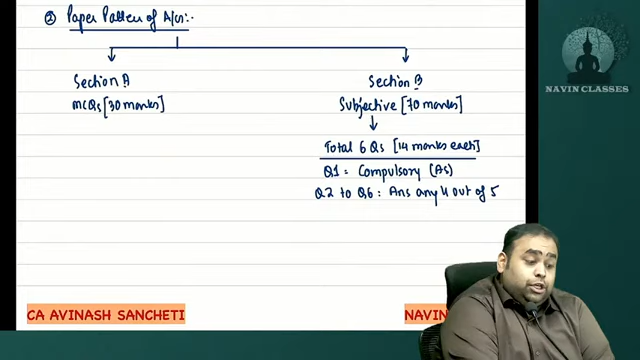 ② Paper Pattern of A/cs:-
Section A
MCQs [30 marks]
Section B
Subjective [70 marks]
Total 6 Qs [14 marks each]
Q1 = Compulsory (AS)
Q2 to Q6: Ans any 4 out of 5
NAVIN CLASSES
CA AVINASH SANCHETI
NAVIN